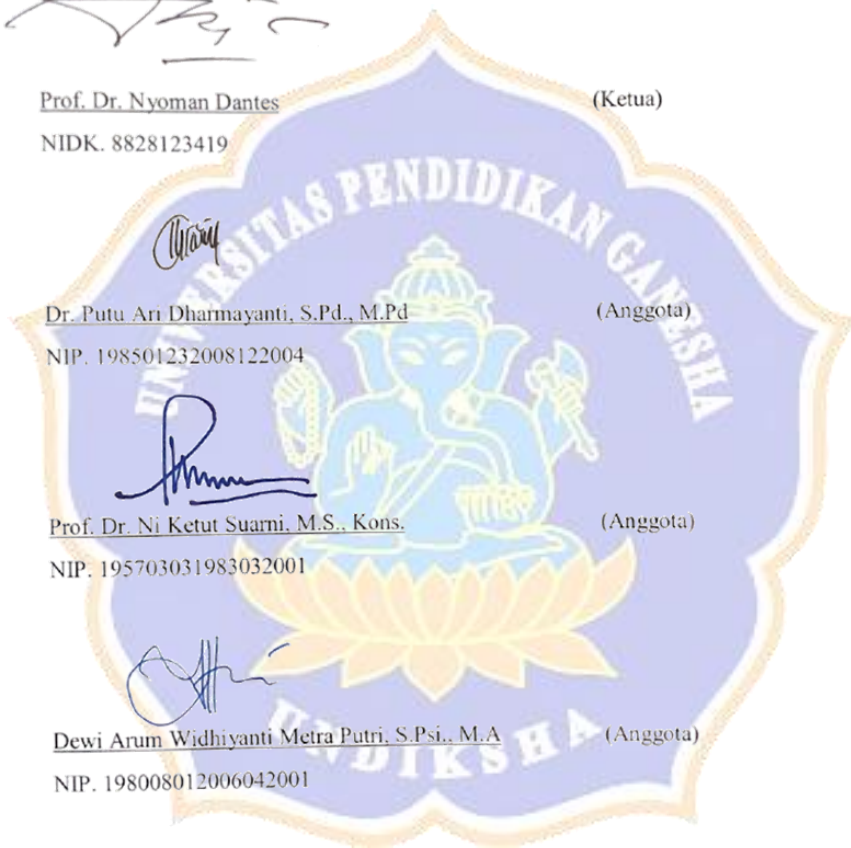 Prof. Dr. Nyoman Dantes (Ketua)
NIDK. 8828123419
UNIVERSITAS PENDIDIKAN GANESHA
Dr. Putu Ari Dharmayanti, S.Pd., M.Pd (Anggota)
NIP. 198501232008122004
Prof. Dr. Ni Ketut Suarni, M.S., Kons. (Anggota)
NIP. 195703031983032001
Dewi Arum Widhiyanti Metra Putri, S.Psi., M.A (Anggota)
UNDIKSHA
NIP. 198008012006042001